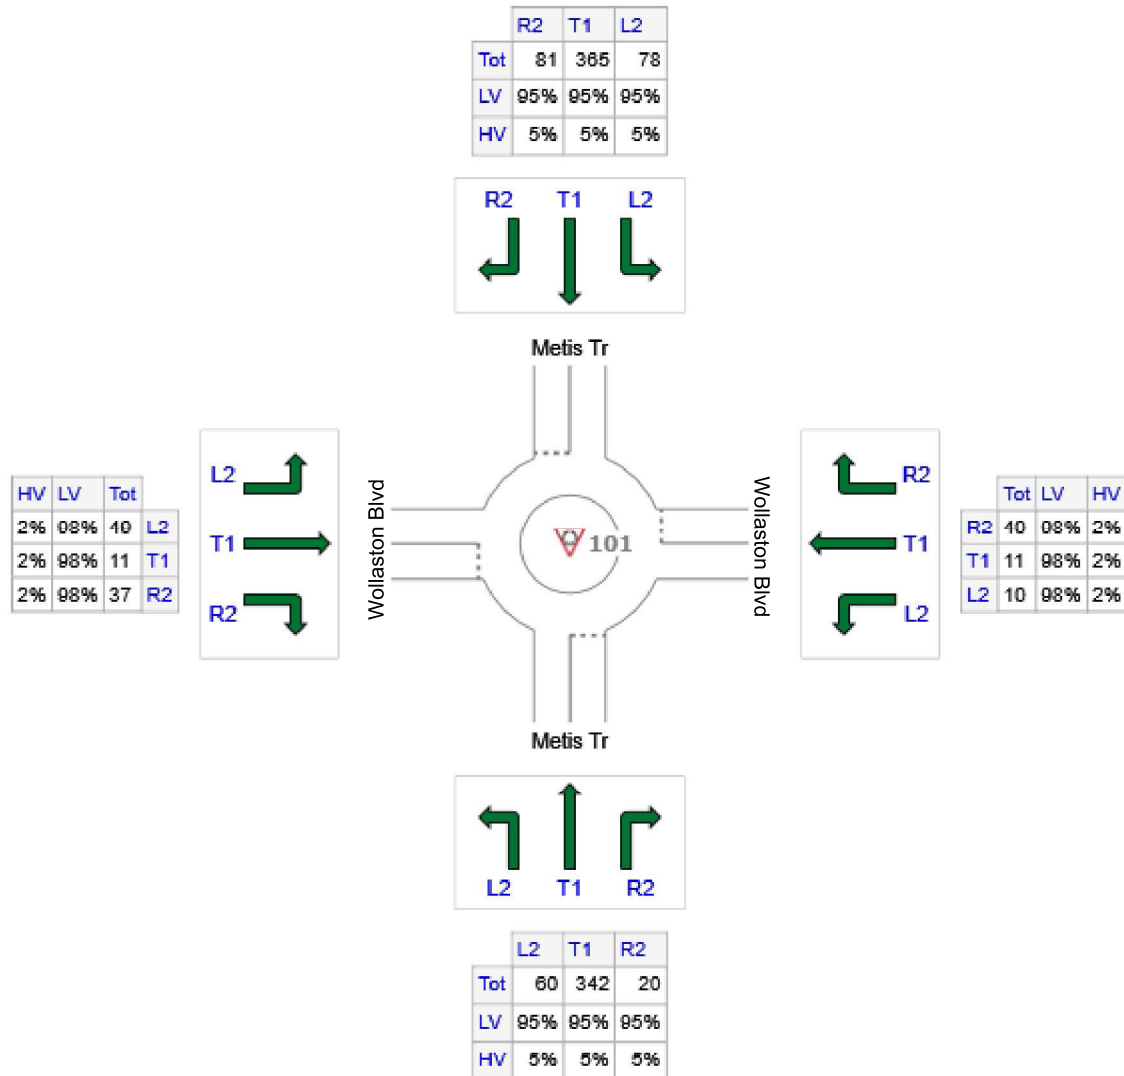 R2 T1 L2
Tot 81 365 78
LV 95% 95% 95%
HV 5% 5% 5%
R2 T1 L2
Metis Tr
HV LV Tot
2% 98% 40 L2
2% 98% 11 T1
2% 98% 37 R2
L2
T1
R2
Wollaston Blvd
101
Wollaston Blvd
R2
T1
L2
Tot LV HV
R2 40 98% 2%
T1 11 98% 2%
L2 10 98% 2%
Metis Tr
L2 T1 R2
L2 T1 R2
Tot 60 342 20
LV 95% 95% 95%
HV 5% 5% 5%